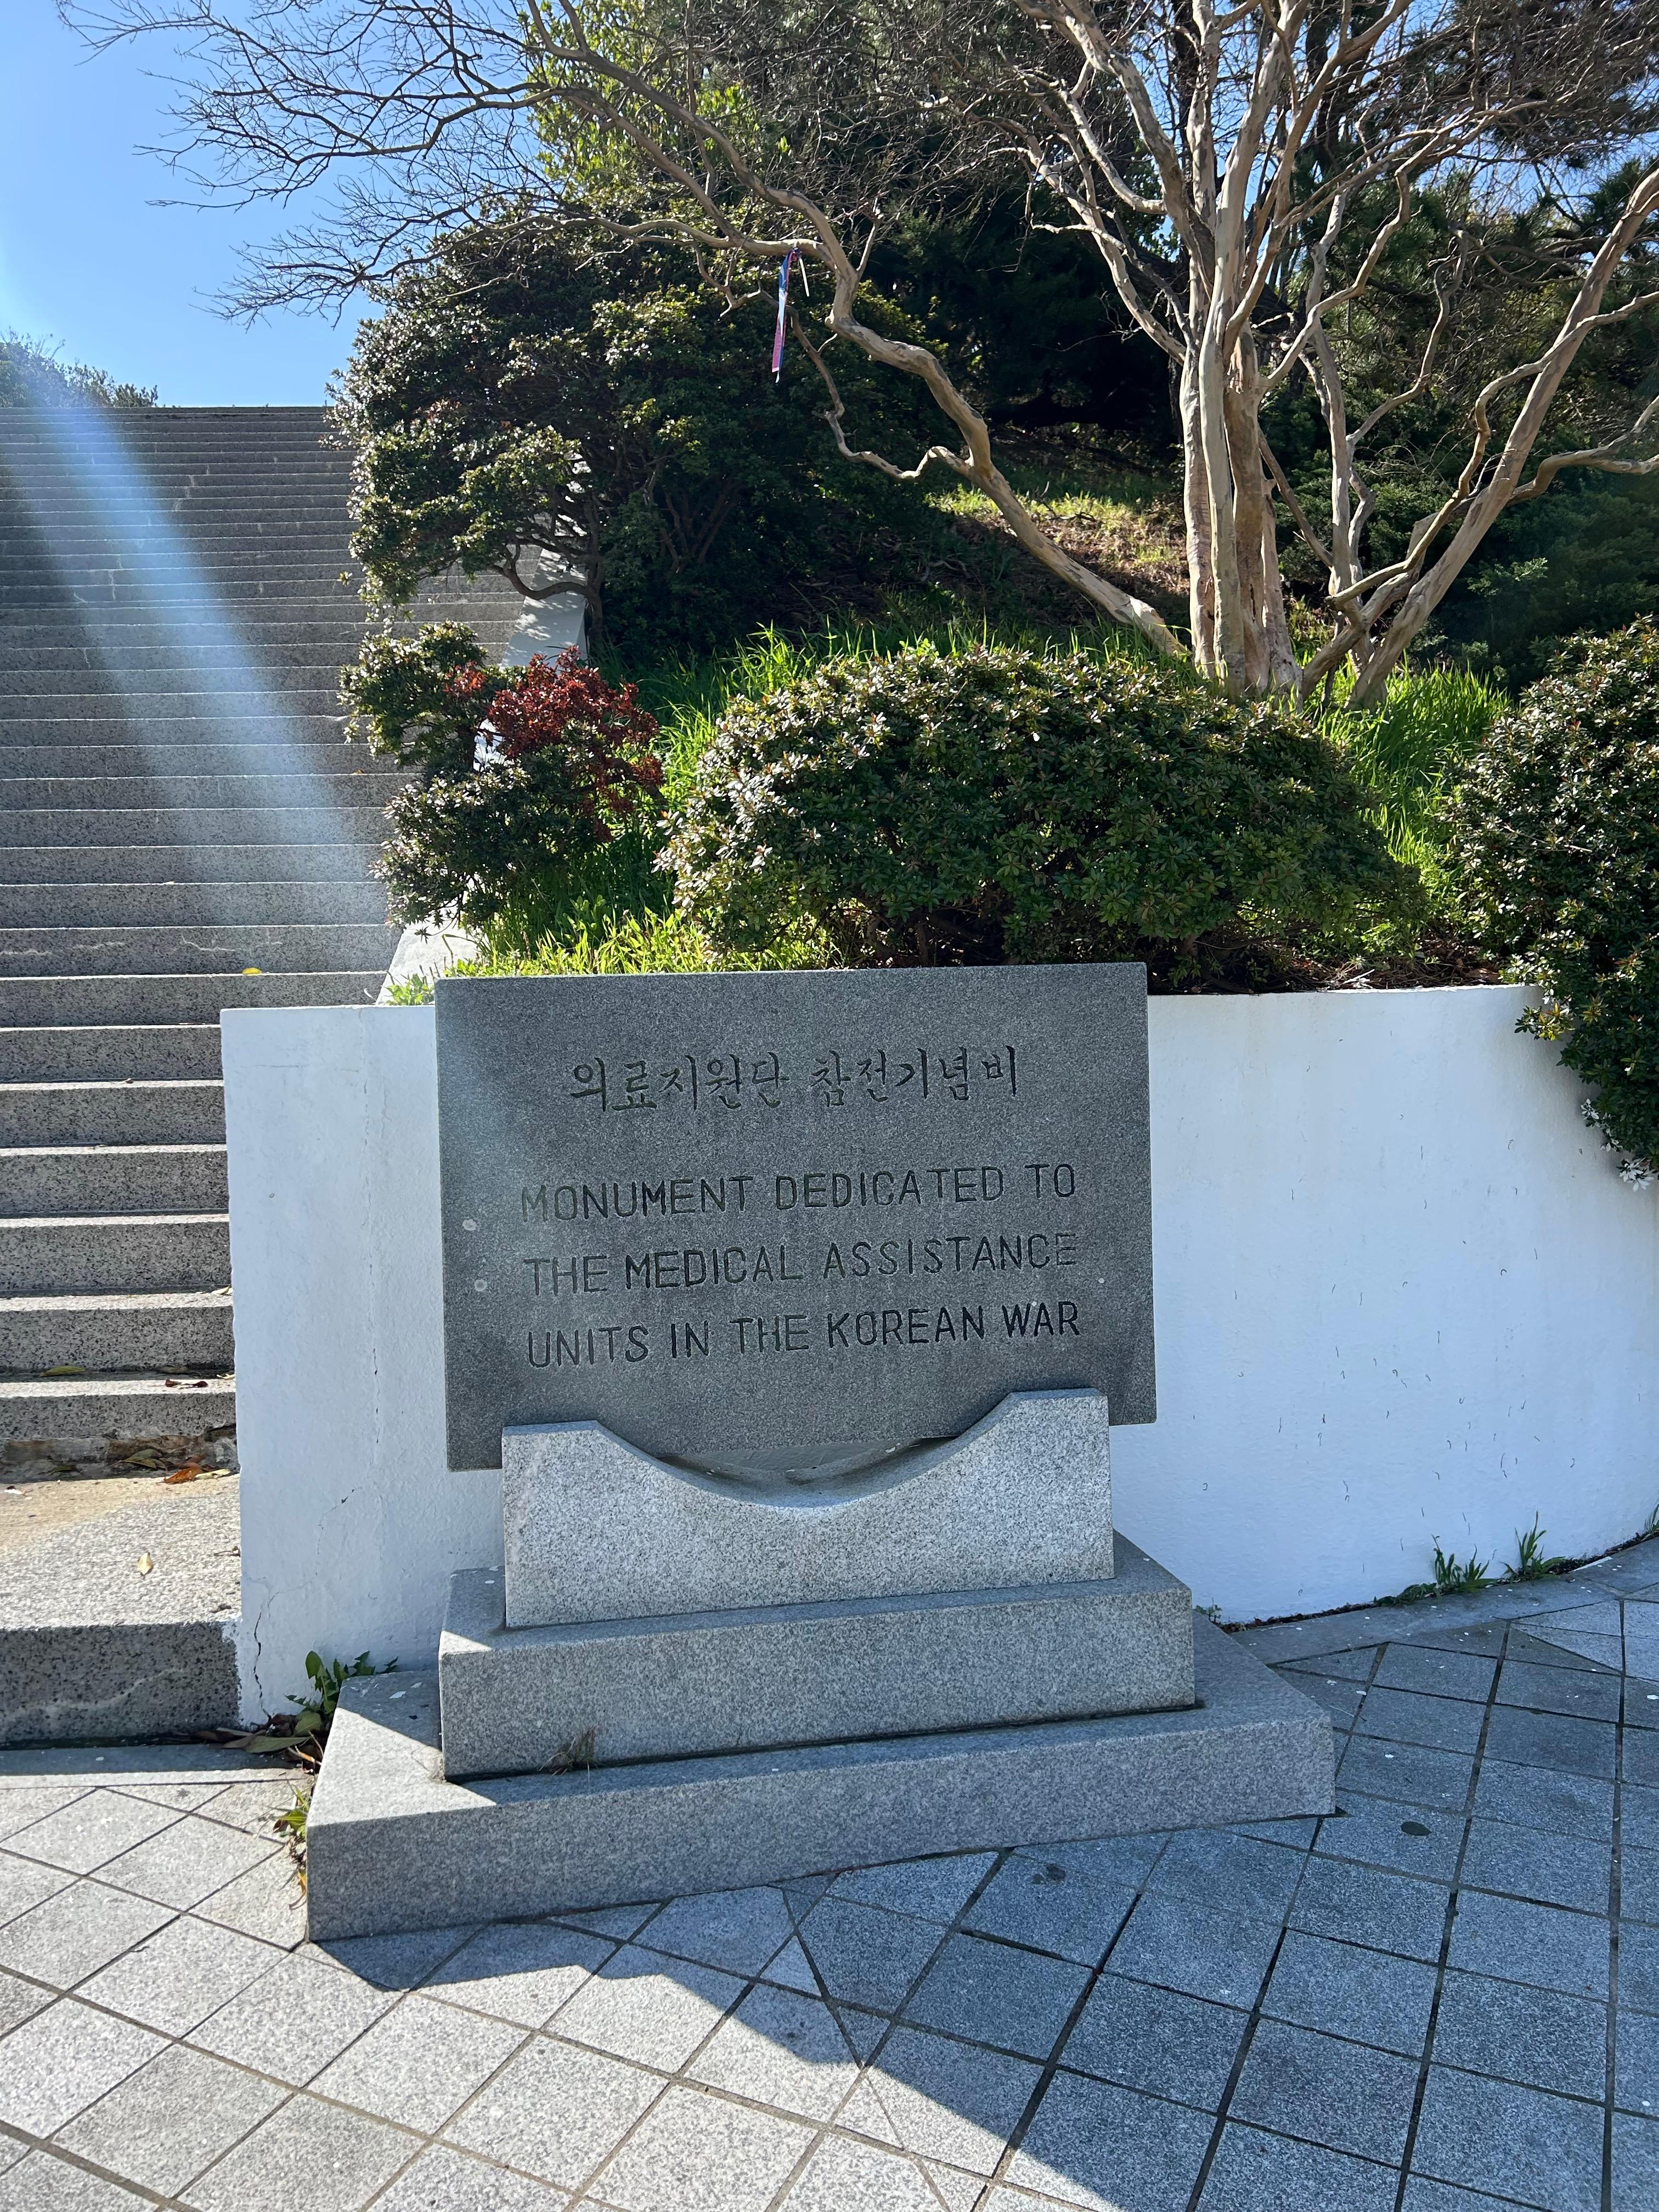 의료지원단 참전기념비
MONUMENT DEDICATED TO
THE MEDICAL ASSISTANCE
UNITS IN THE KOREAN WAR